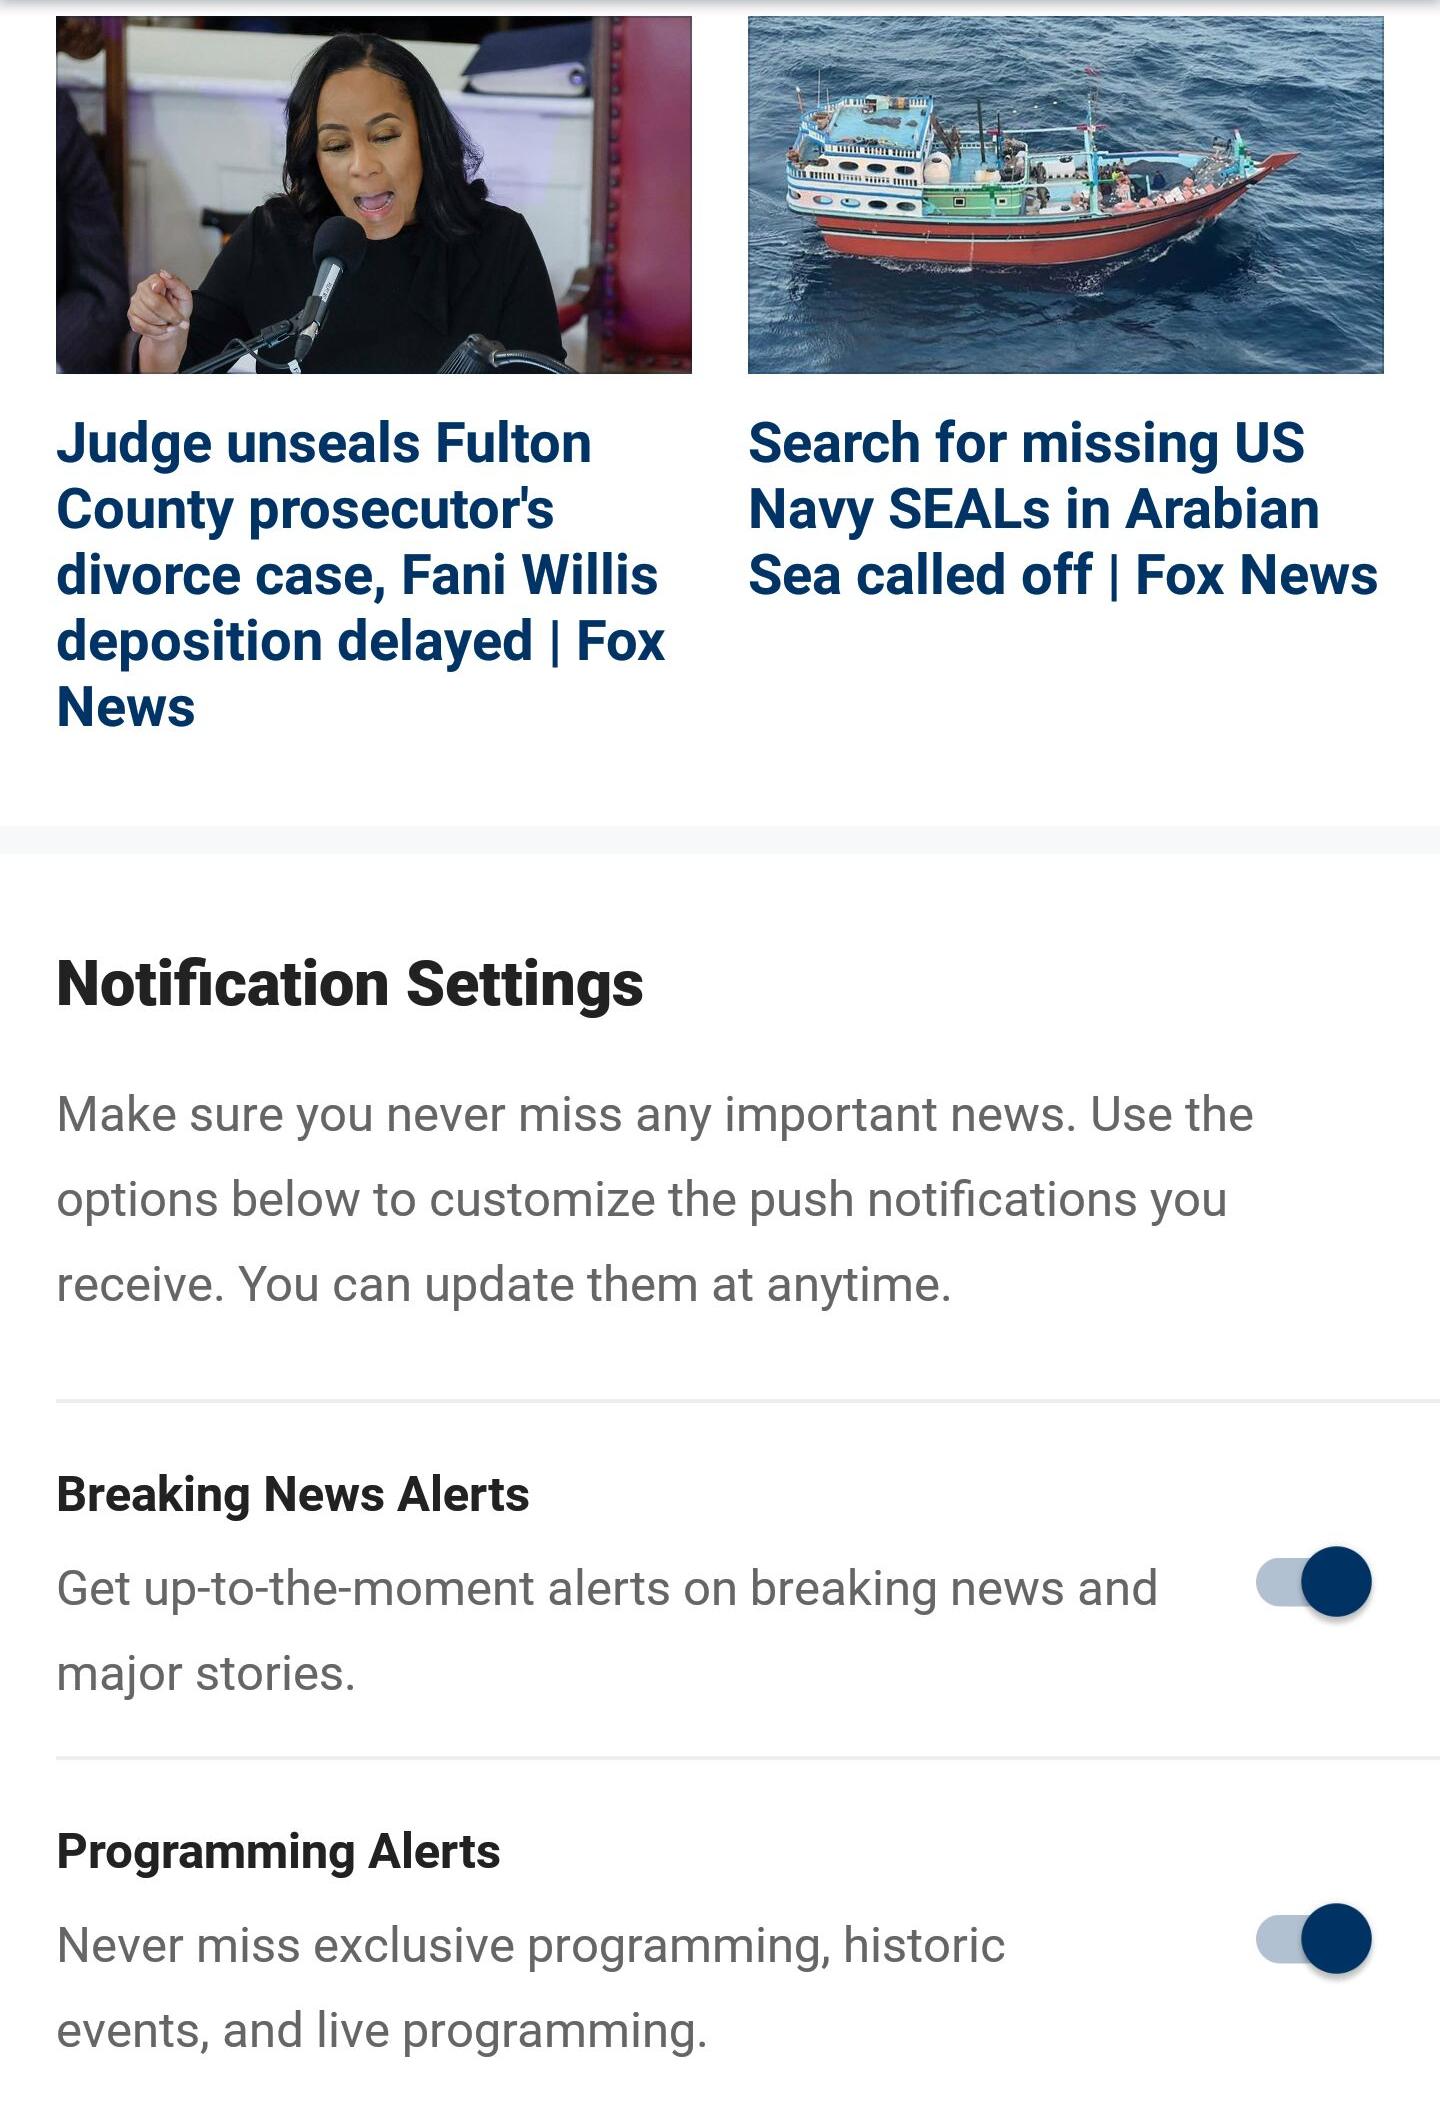 Judge unseals Fulton
County prosecutor's
divorce case, Fani Willis
deposition delayed | Fox
News
Search for missing US
Navy SEALs in Arabian
Sea called off | Fox News
Notification Settings
Make sure you never miss any important news. Use the
options below to customize the push notifications you
receive. You can update them at anytime.
Breaking News Alerts
Get up-to-the-moment alerts on breaking news and
major stories.
Programming Alerts
Never miss exclusive programming, historic
events, and live programming.